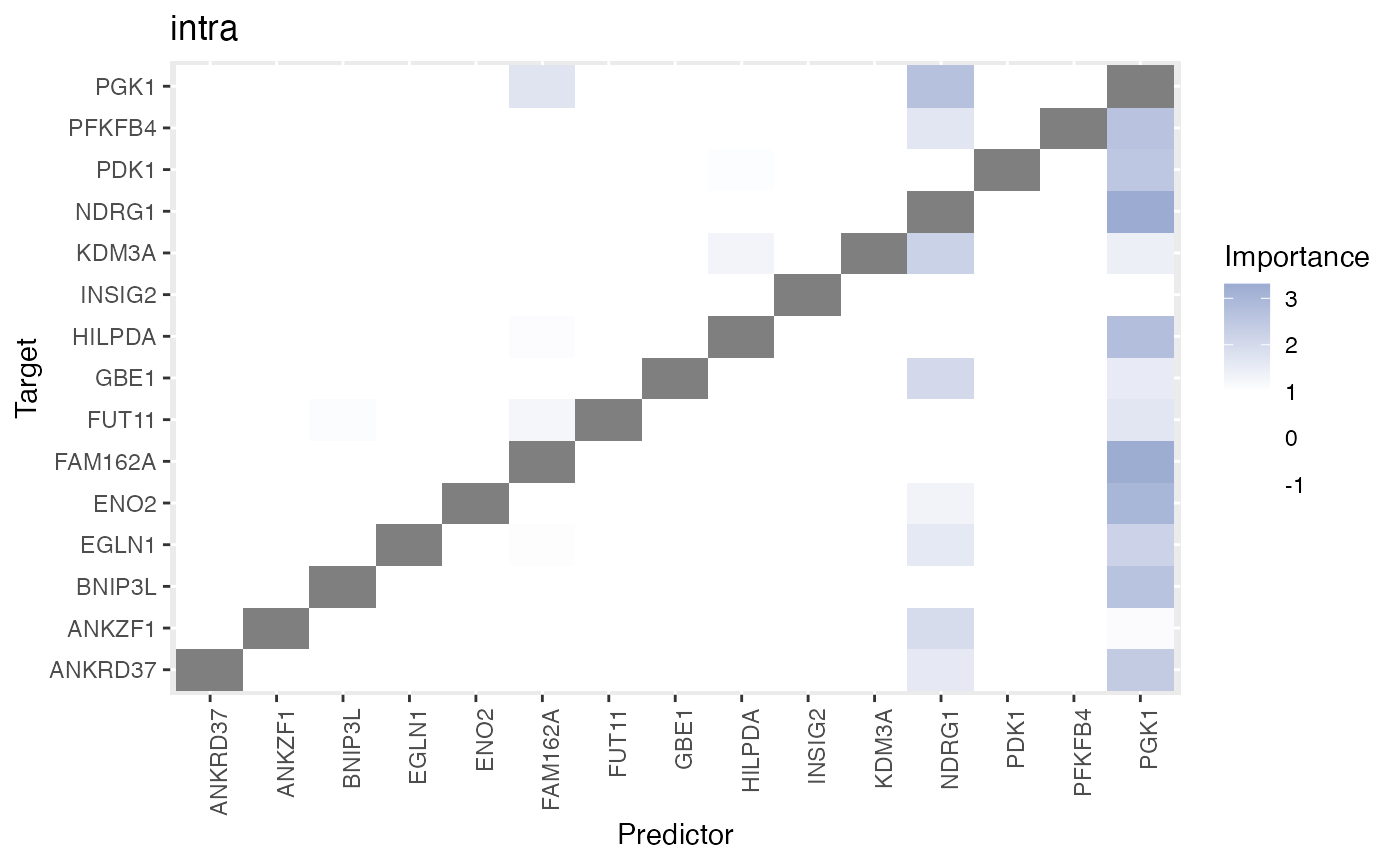 intra
PGK1
PFKFB4
PDK1
NDRG1
KDM3A
INSIG2
HILPDA
GBE1
FUT11
FAM162A
ENO2
EGLN1
BNIP3L
ANKZF1
ANKRD37
Target
ANKRD37
ANKZF1
BNIP3L
EGLN1
ENO2
FAM162A
FUT11
GBE1
HILPDA
INSIG2
KDM3A
NDRG1
PDK1
PFKFB4
PGK1
Predictor
Importance
3
2
1
0
-1